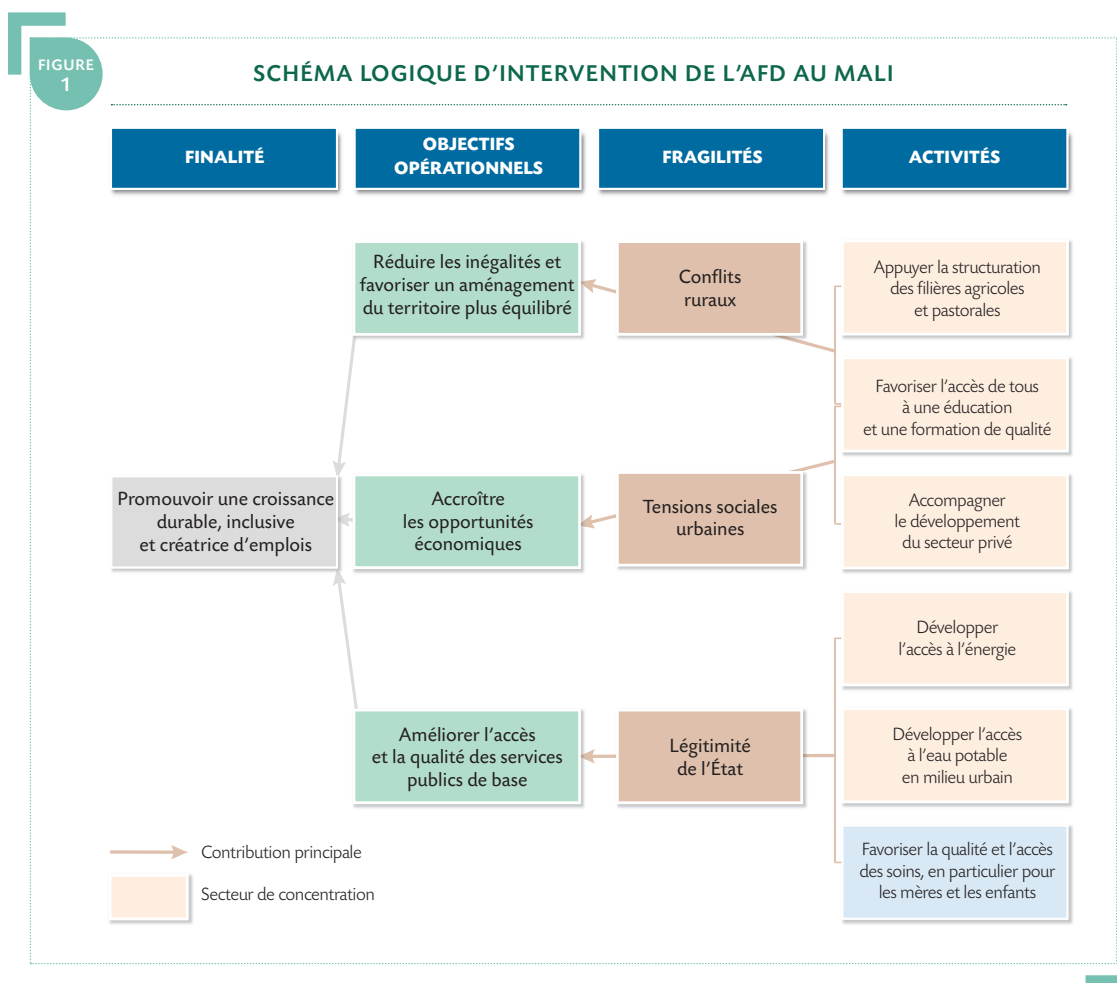 FIGURE
1
SCHÉMA LOGIQUE D'INTERVENTION DE L'AFD AU MALI
FINALITÉ
OBJECTIFS
OPÉRATIONNELS
FRAGILITÉS
ACTIVITÉS
Réduire les inégalités et
favoriser un aménagement
du territoire plus équilibré
Conflits
ruraux
Appuyer la structuration
des filières agricoles
et pastorales
Favoriser l'accès de tous
à une éducation
et une formation de qualité
Promouvoir une croissance
durable, inclusive
et créatrice d'emplois
Accroître
les opportunités
économiques
Tensions sociales
urbaines
Accompagner
le développement
du secteur privé
Développer
l'accès à l'énergie
Améliorer l'accès
et la qualité des services
publics de base
Légitimité
de l'État
Développer l'accès
à l'eau potable
en milieu urbain
Favoriser la qualité et l'accès
des soins, en particulier pour
les mères et les enfants
Contribution principale
Secteur de concentration